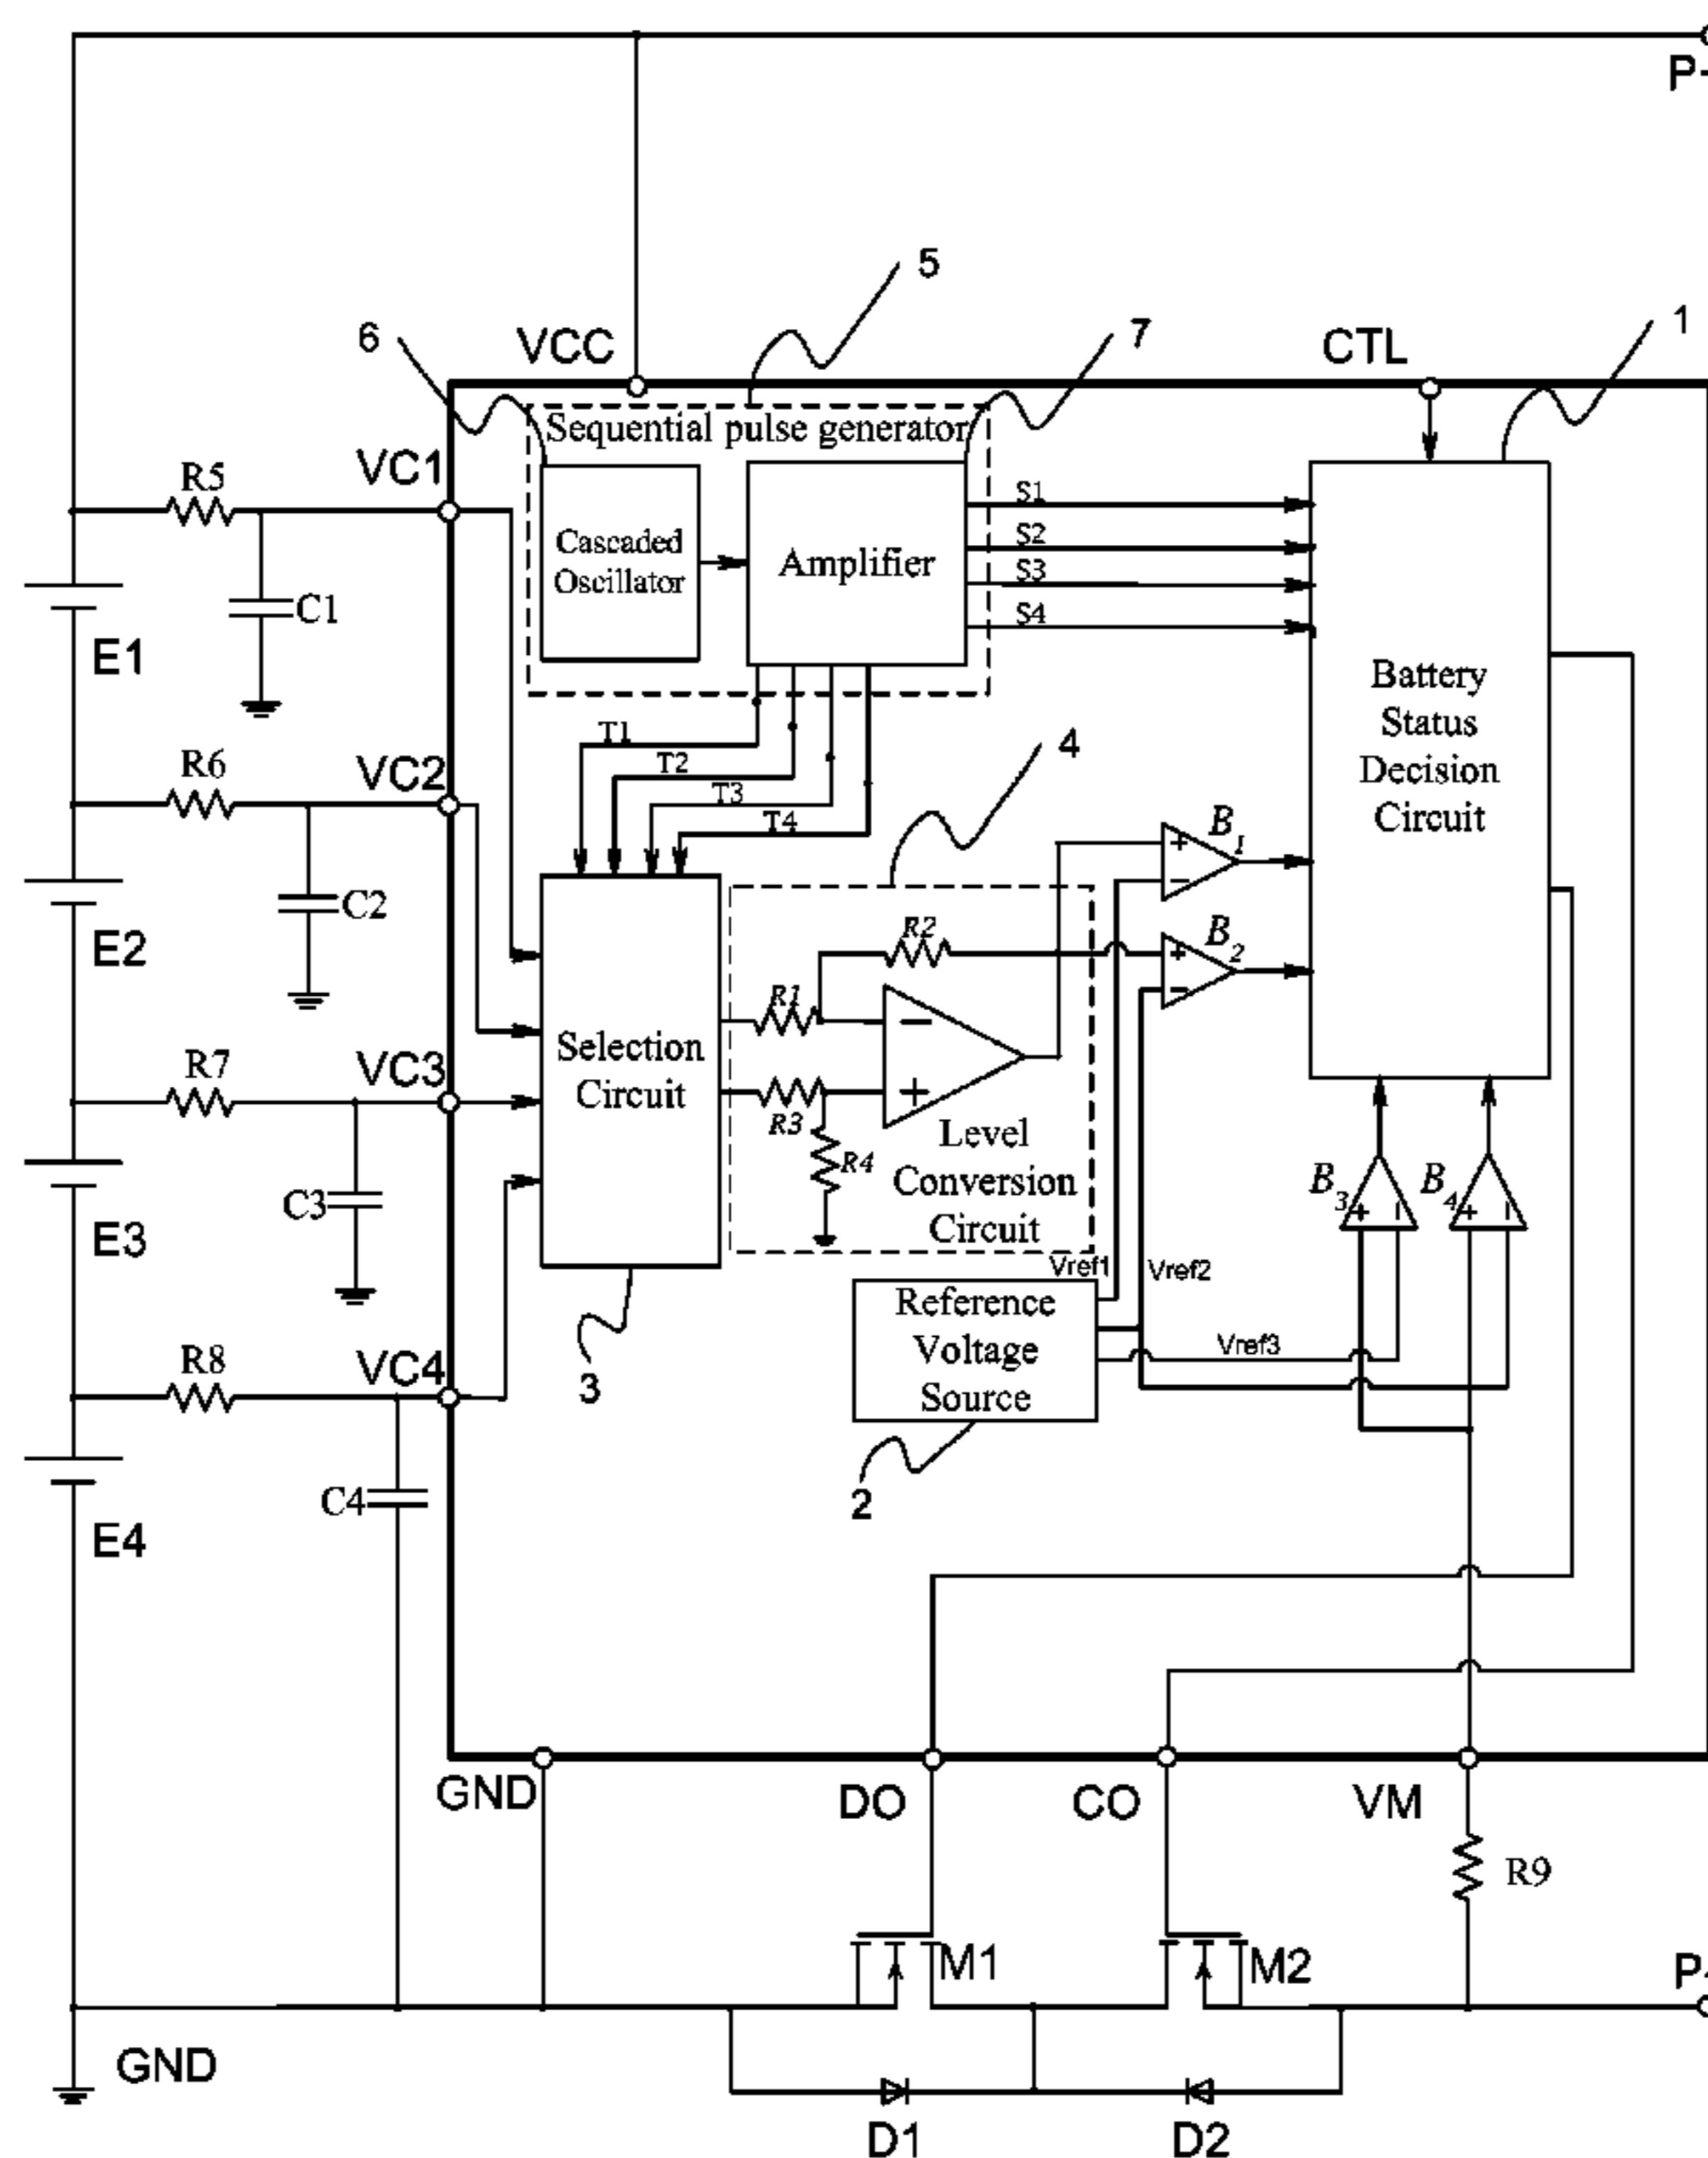 P-
5
6
VCC
7
CTL
1
Sequential pulse generator
VC1
R5
S1
Cascaded
Oscillator
Amplifier
S2
S3
S4
C1
E1
Battery
Status
Decision
Circuit
T1
T2
T3
T4
4
R6
VC2
B1
C2
R2
B2
E2
R1
Selection
Circuit
R7
VC3
R3
R4
Level
Conversion
Circuit
B3
B4
C3
E3
Vref1
Vref2
Reference
Voltage
Source
Vref3
R8
VC4
3
2
C4
E4
GND
DO
CO
VM
R9
M1
M2
P-
GND
D1
D2